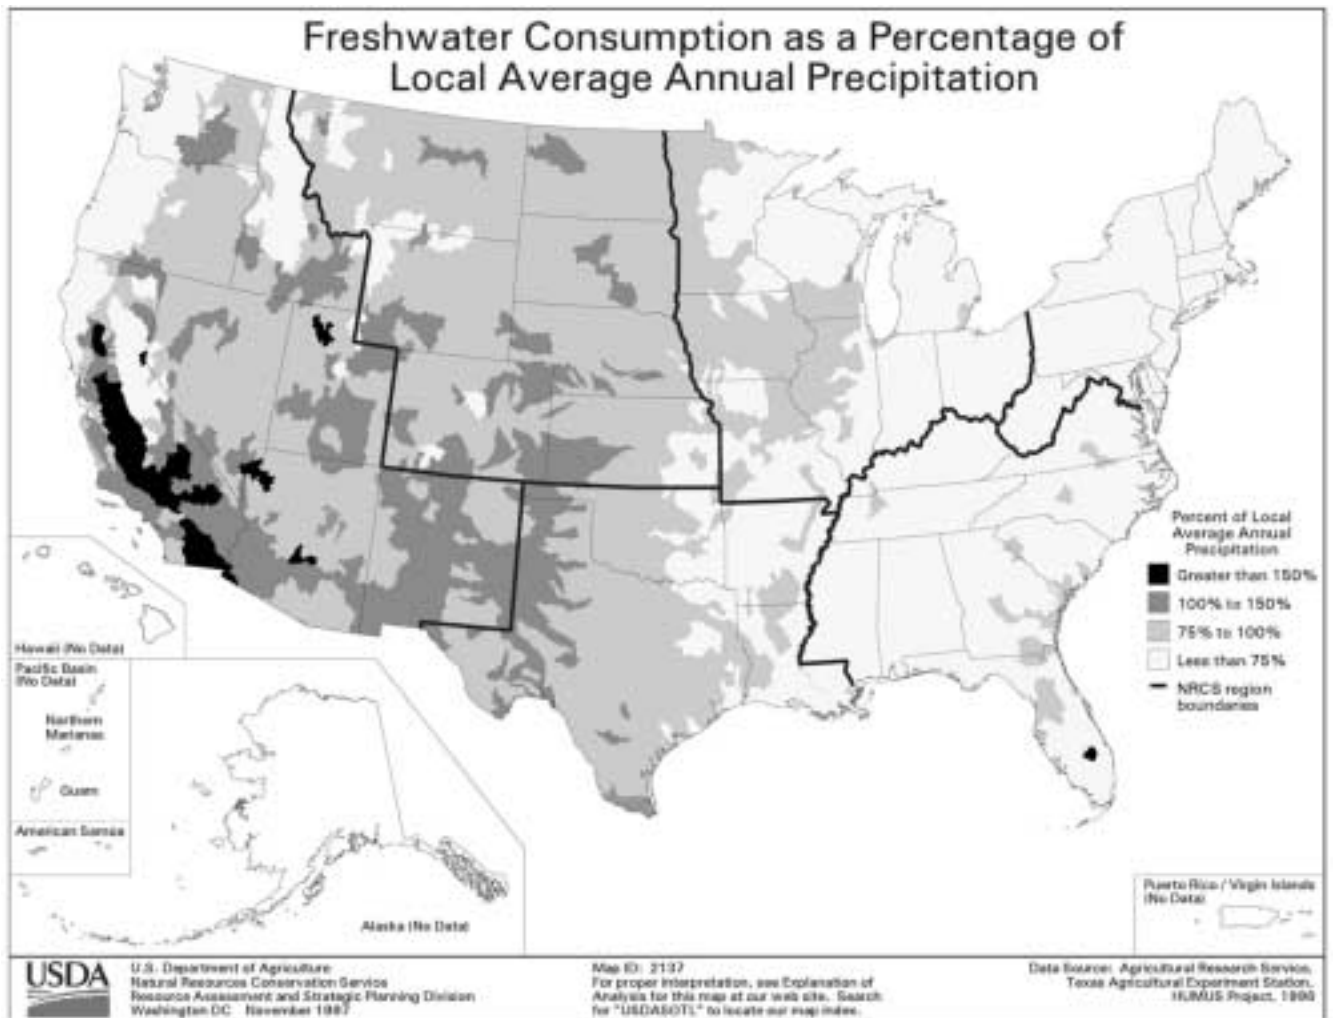 Freshwater Consumption as a Percentage of
Local Average Annual Precipitation
Percent of Local
Average Annual
Precipitation
Greater than 150%
100% to 150%
75% to 100%
Less than 75%
NRCS region
boundaries
Hawaii (No Data)
Pacific Basin
(No Data)
Northern
Marianas
Guam
American Samoa
Alaska (No Data)
Puerto Rico / Virgin Islands
(No Data)
USDA
U.S. Department of Agriculture
Natural Resources Conservation Service
Resource Assessment and Strategic Planning Division
Washington DC November 1997
Map ID: 2137
For proper interpretation, see Explanation of
Analysis for this map at our web site. Search
for "USDASOTL" to locate our map index.
Data Source: Agricultural Research Service,
Texas Agricultural Experiment Station,
HUMUS Project, 1996